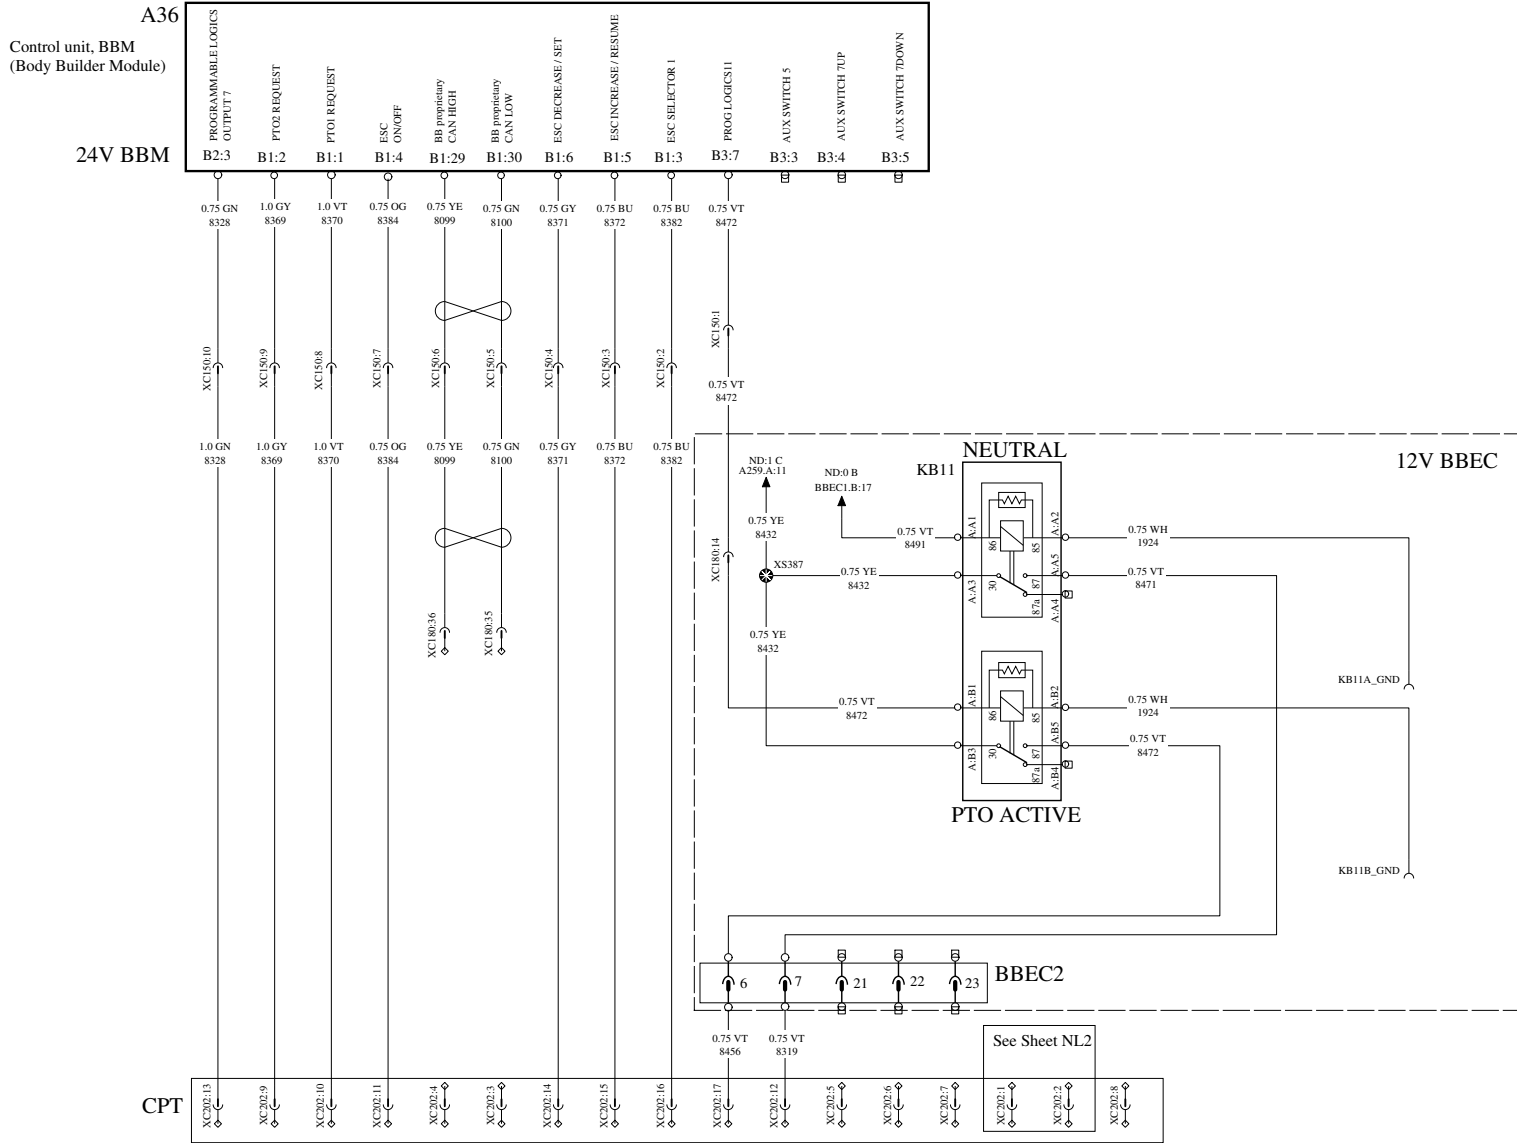 A36
Control unit, BBM
(Body Builder Module)
24V BBM
PROGRAMMABLE LOGICS
OUTPUT 7
PTO2 REQUEST
PTO1 REQUEST
ESC
ON/OFF
BB proprietary
CAN HIGH
BB proprietary
CAN LOW
ESC DECREASE / SET
ESC INCREASE / RESUME
ESC SELECTOR 1
PROG LOGICS11
AUX SWITCH 5
AUX SWITCH 7UP
AUX SWITCH 7DOWN
B2:3 B1:2 B1:1 B1:4 B1:29 B1:30 B1:6 B1:5 B1:3 B3:7 B3:3 B3:4 B3:5
0.75 GN 1.0 GY 1.0 VT 0.75 OG 0.75 YE 0.75 GN 0.75 GY 0.75 BU 0.75 BU 0.75 VT
8328 8369 8370 8384 8099 8100 8371 8372 8382 8472
XC150:1
XC150:10 XC150:9 XC150:8 XC150:7 XC150:6 XC150:5 XC150:4 XC150:3 XC150:2
0.75 VT
8472
1.0 GN 1.0 GY 1.0 VT 0.75 OG 0.75 YE 0.75 GN 0.75 GY 0.75 BU 0.75 BU
8328 8369 8370 8384 8099 8100 8371 8372 8382
12V BBEC
NEUTRAL
KB11
ND:1 C
A259.A:11
ND:0 B
BBEC1.B:17
0.75 YE
8432
0.75 VT
8491
A:A1
86
85
A:A2
0.75 WH
1924
XC180:14
XS387
0.75 YE
8432
A:A3
30
87
87a
A:A5
A:A4
0.75 VT
8471
XC180:36
XC180:35
0.75 YE
8432
KB11A_GND
0.75 VT
8472
A:B1
86
85
A:B2
0.75 WH
1924
A:B3
30
87
87a
A:B5
A:B4
0.75 VT
8472
PTO ACTIVE
KB11B_GND
6 7 21 22 23
BBEC2
0.75 VT 0.75 VT
8456 8319
See Sheet NL2
CPT
XC202:13 XC202:9 XC202:10 XC202:11 XC202:4 XC202:3 XC202:14 XC202:15 XC202:16 XC202:17 XC202:12 XC202:5 XC202:6 XC202:7 XC202:1 XC202:2 XC202:8